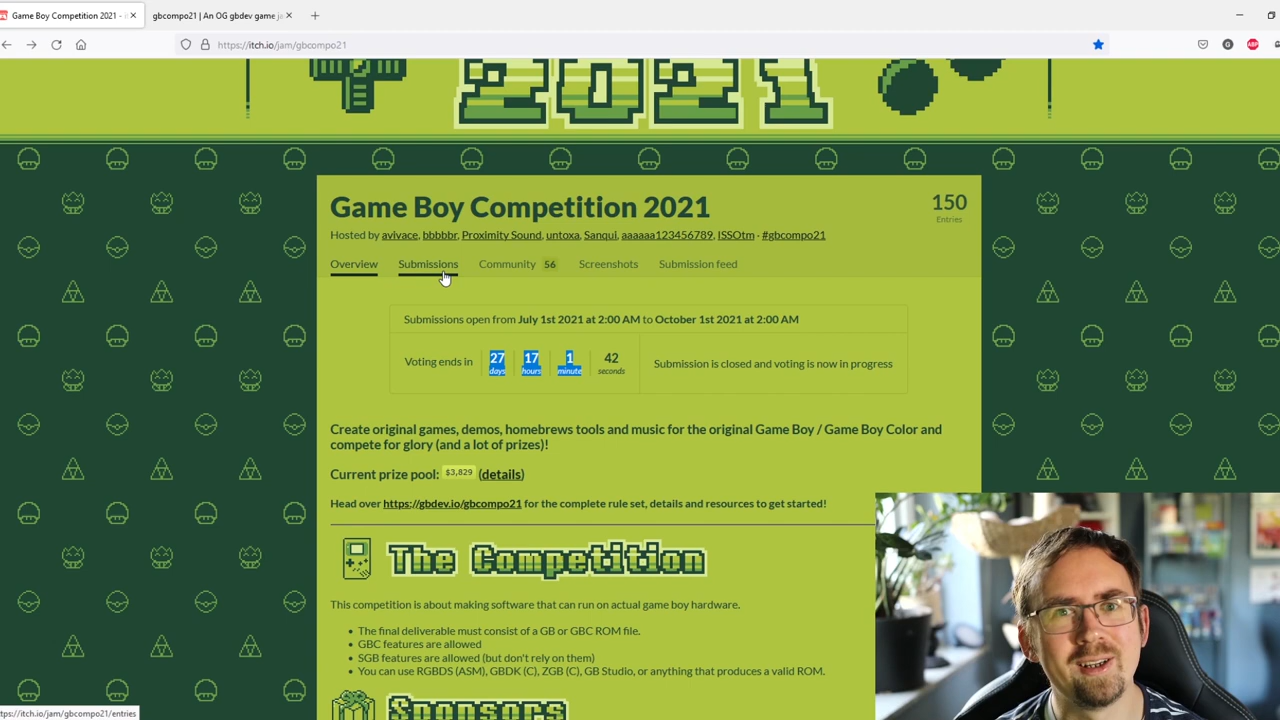 Game Boy Competition 2021 -
gbcompo21 | An OG gbdev game ja
https://itch.io/jam/gbcompo21
2021
Game Boy Competition 2021
150
Entries
Hosted by avivace, bbbbbr, Proximity Sound, untoxa, Sanqui, aaaaaa123456789, ISSOtm · #gbcompo21
Overview Submissions Community 56 Screenshots Submission feed
Submissions open from July 1st 2021 at 2:00 AM to October 1st 2021 at 2:00 AM
Voting ends in 27 days 17 hours 1 minute 42 seconds
Submission is closed and voting is now in progress
Create original games, demos, homebrews tools and music for the original Game Boy / Game Boy Color and
compete for glory (and a lot of prizes)!
Current prize pool: $3,829 (details)
Head over https://gbdev.io/gbcompo21 for the complete rule set, details and resources to get started!
The Competition
This competition is about making software that can run on actual game boy hardware.
• The final deliverable must consist of a GB or GBC ROM file.
• GBC features are allowed
• SGB features are allowed (but don't rely on them)
• You can use RGBDS (ASM), GBDK (C), ZGB (C), GB Studio, or anything that produces a valid ROM.
Sponsors
ttps://itch.io/jam/gbcompo21/entries